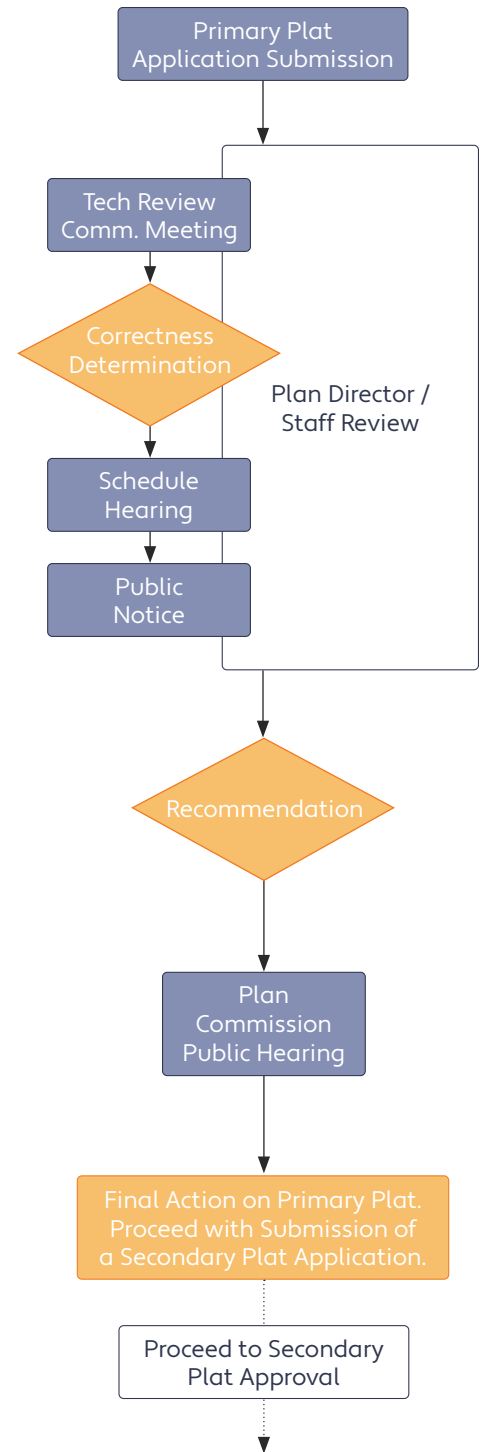 Primary Plat
Application Submission
Tech Review
Comm. Meeting
Correctness
Determination
Plan Director /
Staff Review
Schedule
Hearing
Public
Notice
Recommendation
Plan
Commission
Public Hearing
Final Action on Primary Plat.
Proceed with Submission of
a Secondary Plat Application.
Proceed to Secondary
Plat Approval